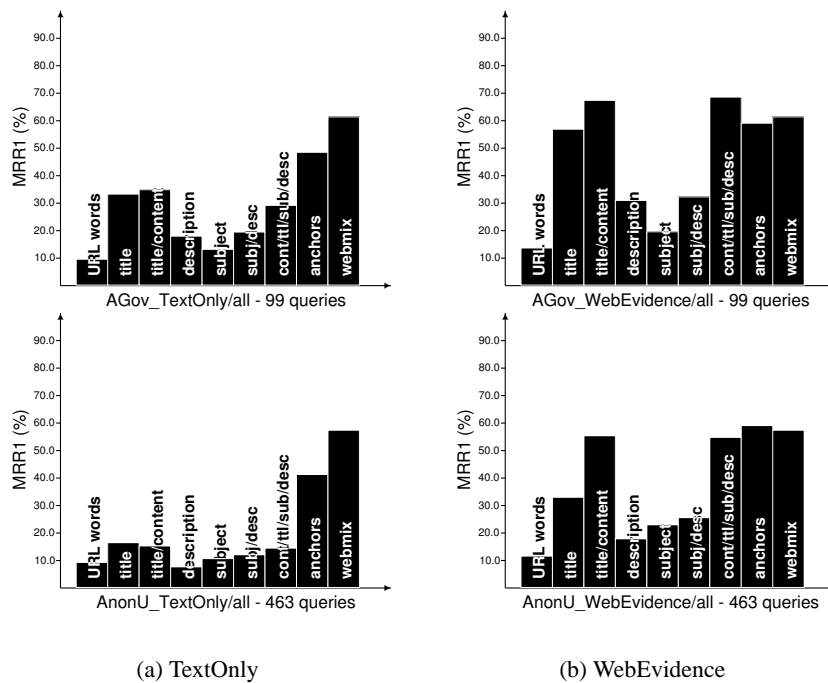 90.0
80.0
70.0
60.0
50.0
40.0
30.0
20.0
10.0
MRR1 (%)
URL words
title
title/content
description
subject
subj/desc
cont/ttl/sub/desc
anchors
webmix
AGov_TextOnly/all - 99 queries
90.0
80.0
70.0
60.0
50.0
40.0
30.0
20.0
10.0
MRR1 (%)
URL words
title
title/content
description
subject
subj/desc
cont/ttl/sub/desc
anchors
webmix
AGov_WebEvidence/all - 99 queries
90.0
80.0
70.0
60.0
50.0
40.0
30.0
20.0
10.0
MRR1 (%)
URL words
title
title/content
description
subject
subj/desc
cont/ttl/sub/desc
anchors
webmix
AnonU_TextOnly/all - 463 queries
90.0
80.0
70.0
60.0
50.0
40.0
30.0
20.0
10.0
MRR1 (%)
URL words
title
title/content
description
subject
subj/desc
cont/ttl/sub/desc
anchors
webmix
AnonU_WebEvidence/all - 463 queries
(a) TextOnly
(b) WebEvidence